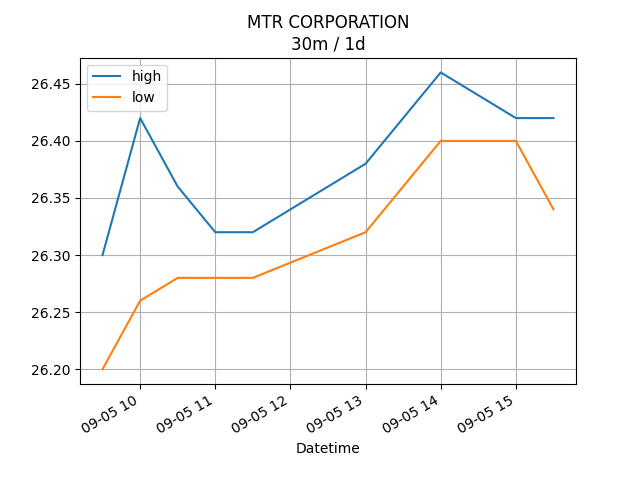 MTR CORPORATION
30m / 1d
high
low
26.45
26.40
26.35
26.30
26.25
26.20
09-05 10
09-05 11
09-05 12
09-05 13
09-05 14
09-05 15
Datetime